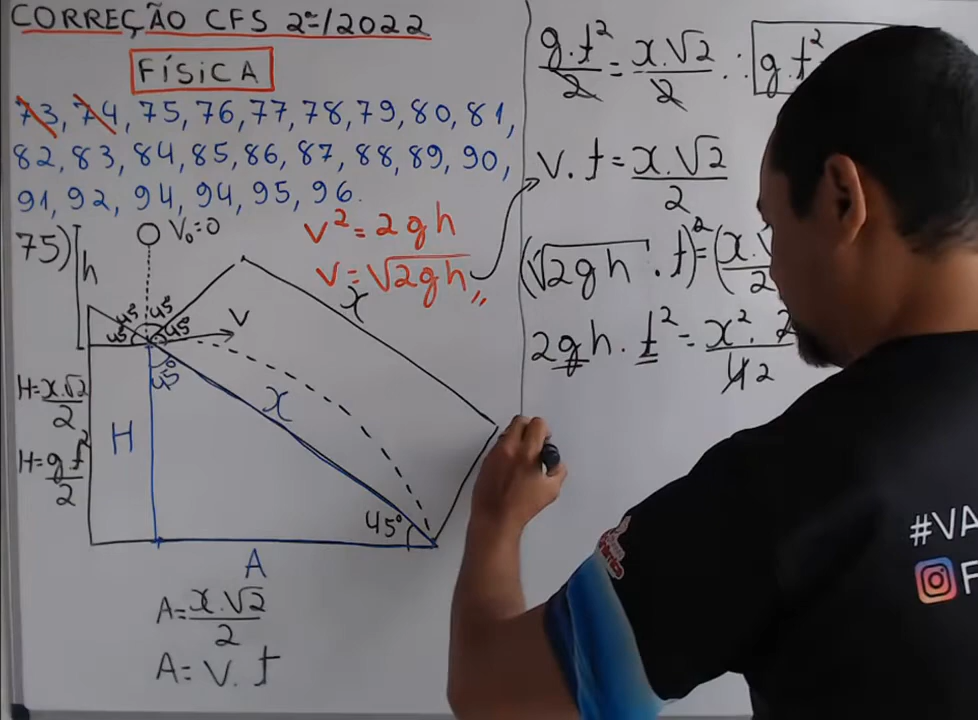 CORREÇÃO CFS 2º/2022
FÍSICA
73, 74, 75, 76, 77, 78, 79, 80, 81,
82, 83, 84, 85, 86, 87, 88, 89, 90,
91, 92, 94, 94, 95, 96.
75)
h
V₀=0
v² = 2gh
v = √2gh
45°
45°
45°
45°
45°
V
x
x
H
H=x.√2/2
H=g.t²/2
45°
A
A=x.√2/2
A= V. t
g.t²/2 = x.√2/2 ∴ g.t²
V. t = x.√2/2
(√2gh . t)² = (x.√/2
2gh. t² = x². 2/4 2
#VA
F